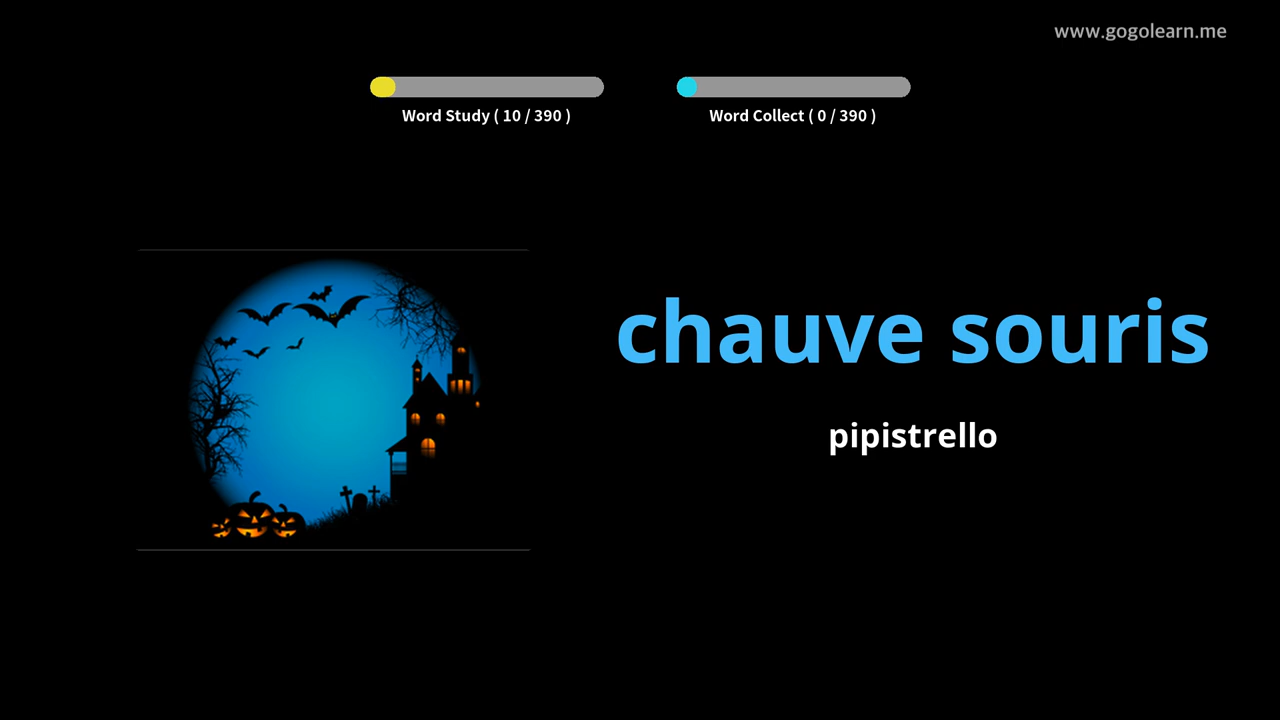 www.gogolearn.me
Word Study ( 10 / 390 )
Word Collect ( 0 / 390 )
chauve souris
pipistrello